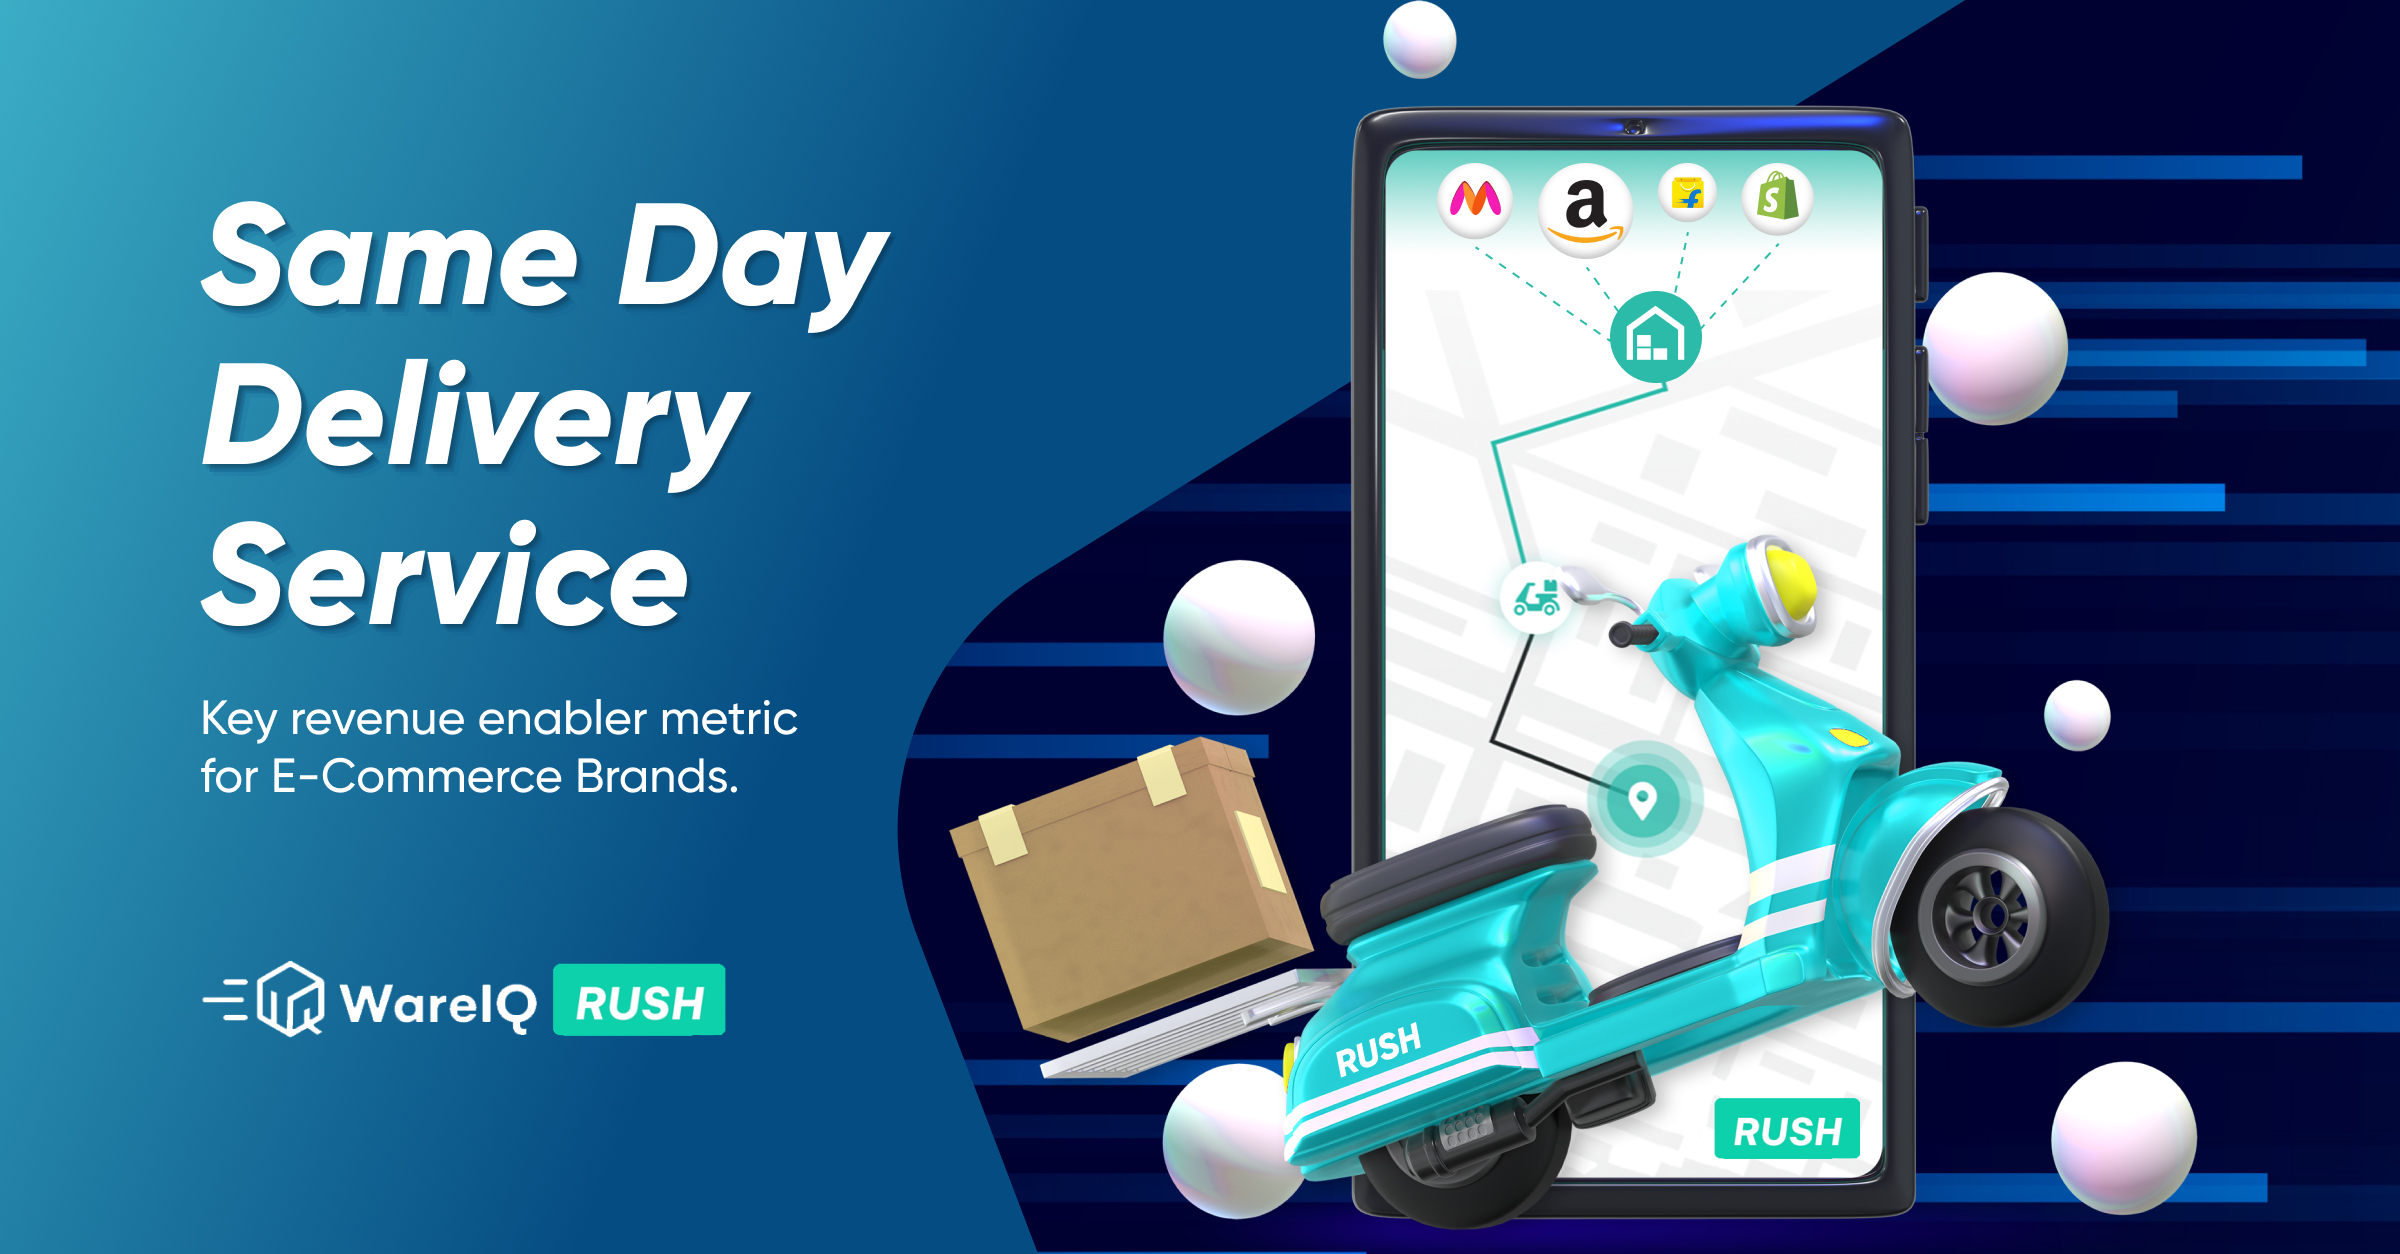 Same Day
Delivery
Service
Key revenue enabler metric
for E-Commerce Brands.
WareIQ RUSH
a
RUSH
RUSH